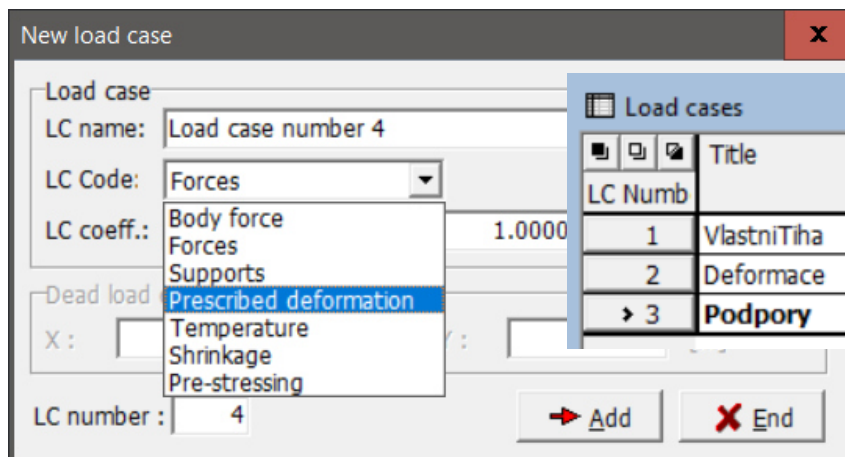 New load case
x
Load case
LC name: Load case number 4
LC Code: Forces
LC coeff.: 1.0000
Body force
Forces
Supports
Prescribed deformation
Temperature
Shrinkage
Pre-stressing
Dead load
X :
:
LC number : 4
Add
End
Load cases
Title
LC Numb
1 VlastniTiha
2 Deformace
3 Podpory